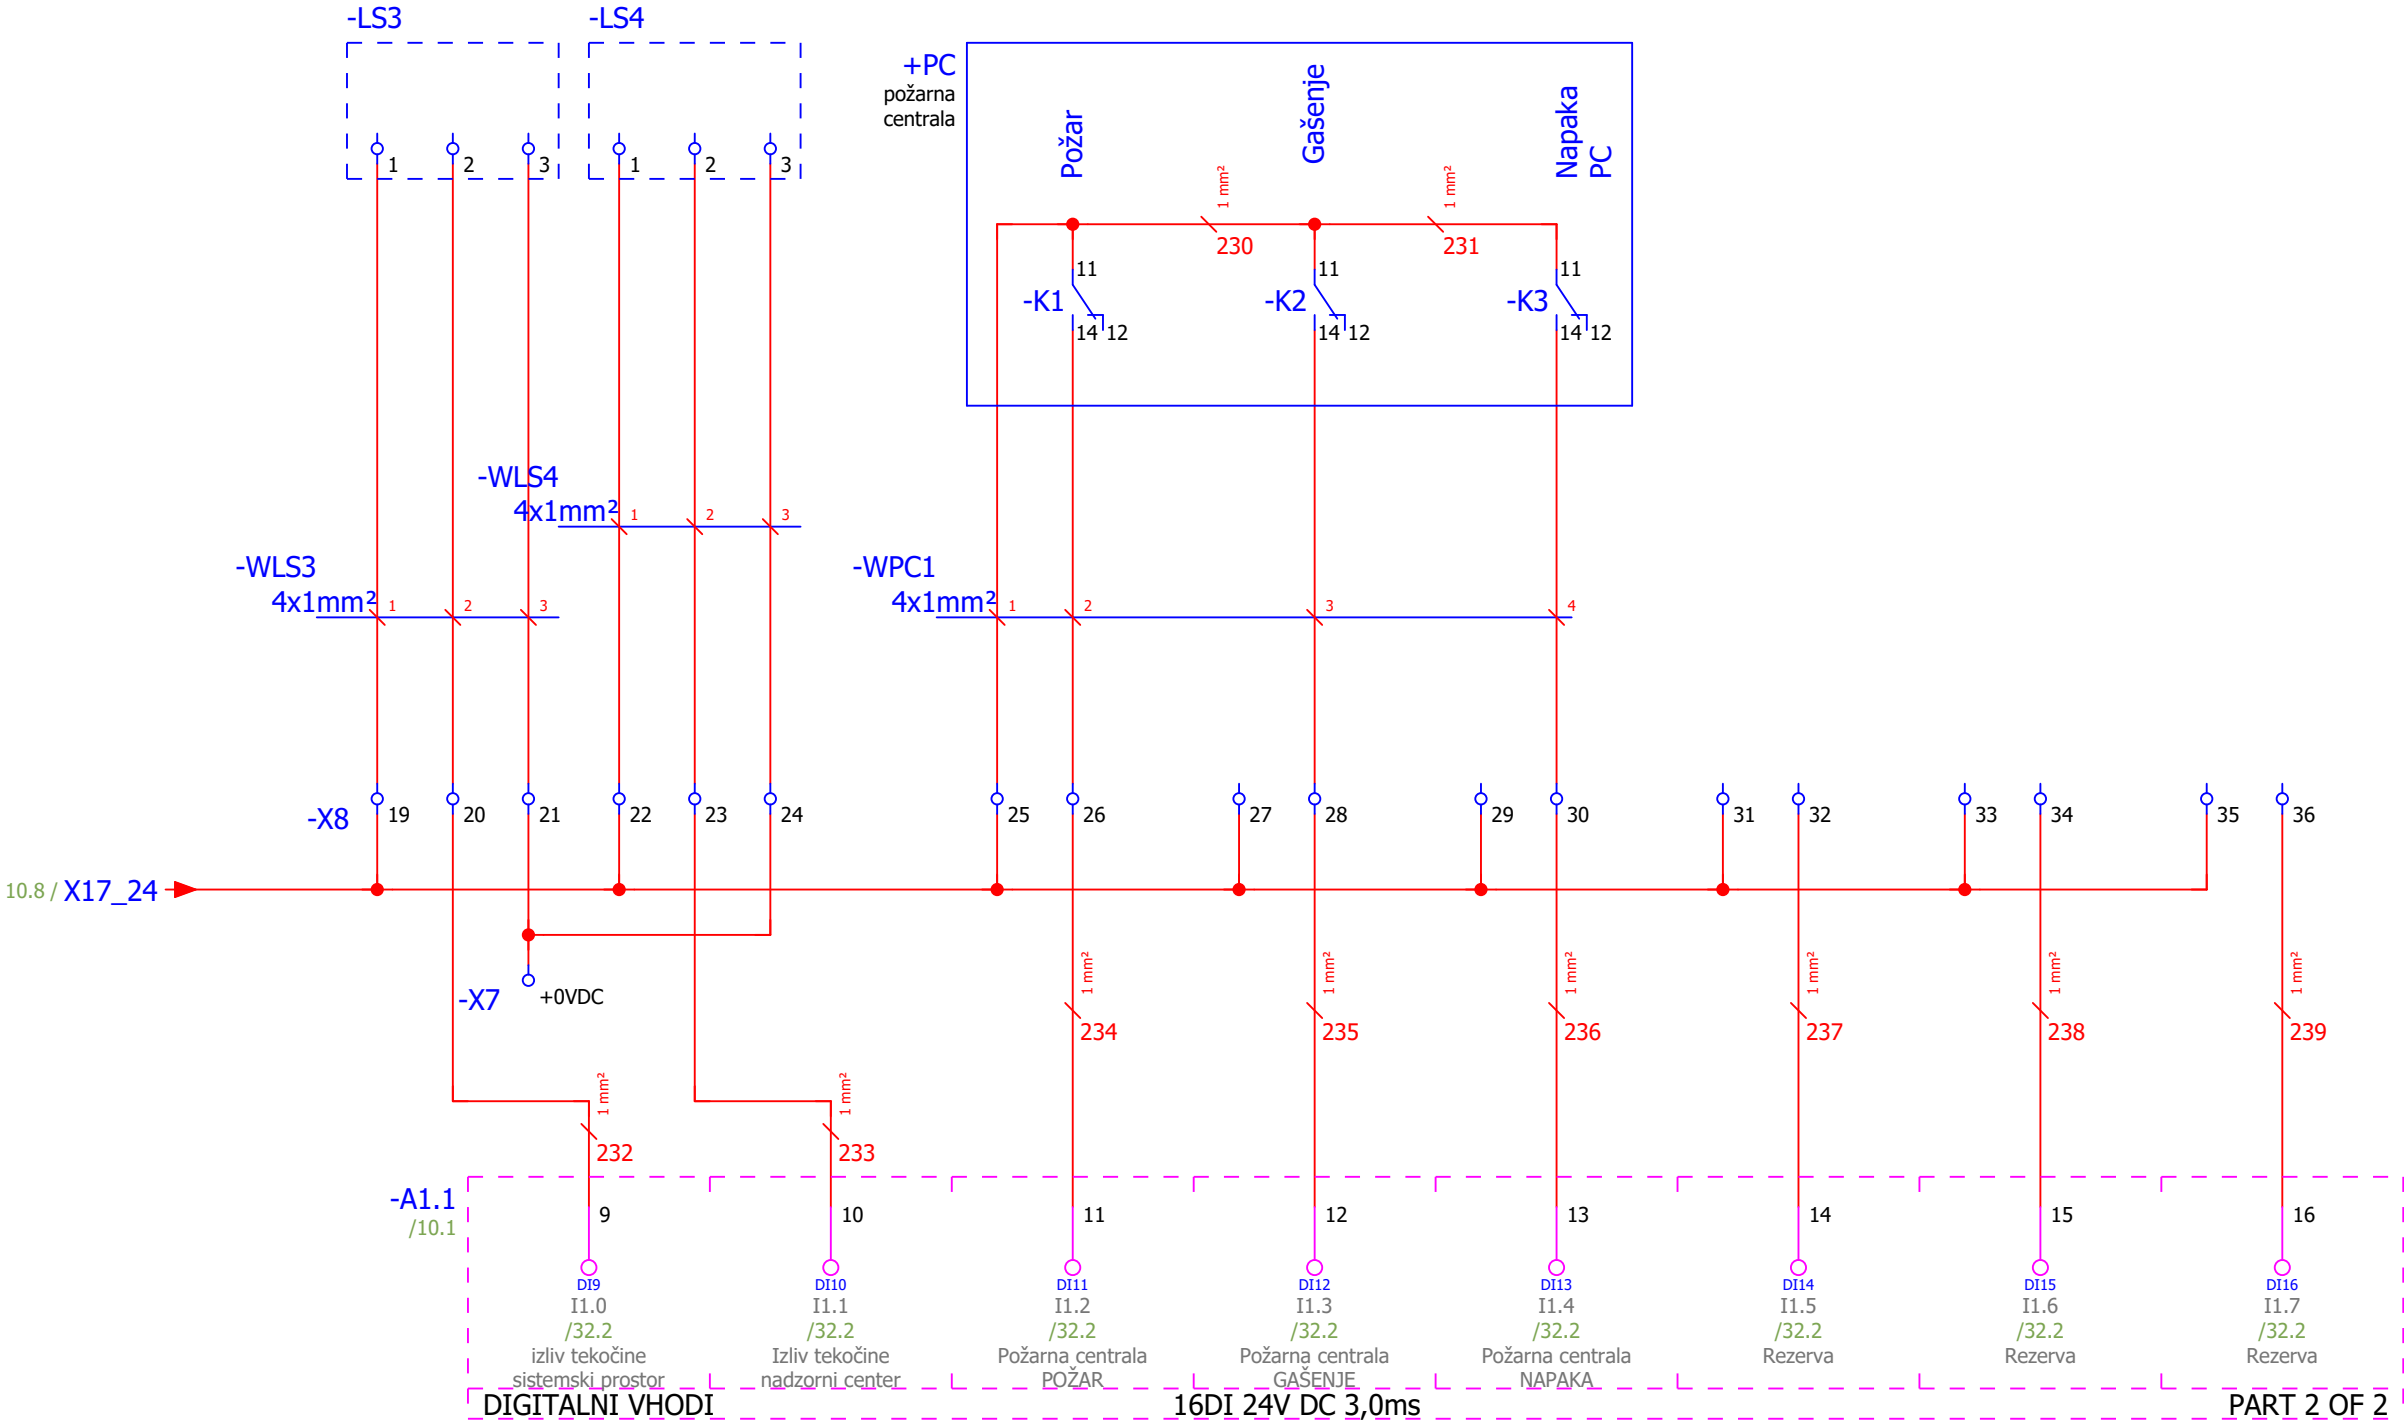 -LS3
-LS4
1 2 3
1 2 3
+PC
požarna
centrala
Požar
Gašenje
Napaka
PC
1 mm²
230
1 mm²
231
-K1
11
14 12
-K2
11
14 12
-K3
11
14 12
-WLS4
4x1mm²
1 2 3
-WLS3
4x1mm²
1 2 3
-WPC1
4x1mm²
1 2 3 4
-X8
19 20 21 22 23 24 25 26 27 28 29 30 31 32 33 34 35 36
10.8 / X17_24
-X7
+0VDC
1 mm²
234
1 mm²
235
1 mm²
236
1 mm²
237
1 mm²
238
1 mm²
239
1 mm²
232
1 mm²
233
-A1.1
/10.1
9 10 11 12 13 14 15 16
DI9 DI10 DI11 DI12 DI13 DI14 DI15 DI16
I1.0 I1.1 I1.2 I1.3 I1.4 I1.5 I1.6 I1.7
/32.2 /32.2 /32.2 /32.2 /32.2 /32.2 /32.2 /32.2
izliv tekočine
sistemski prostor
Izliv tekočine
nadzorni center
Požarna centrala
POŽAR
Požarna centrala
GAŠENJE
Požarna centrala
NAPAKA
Rezerva
Rezerva
Rezerva
DIGITALNI VHODI
16DI 24V DC 3,0ms
PART 2 OF 2